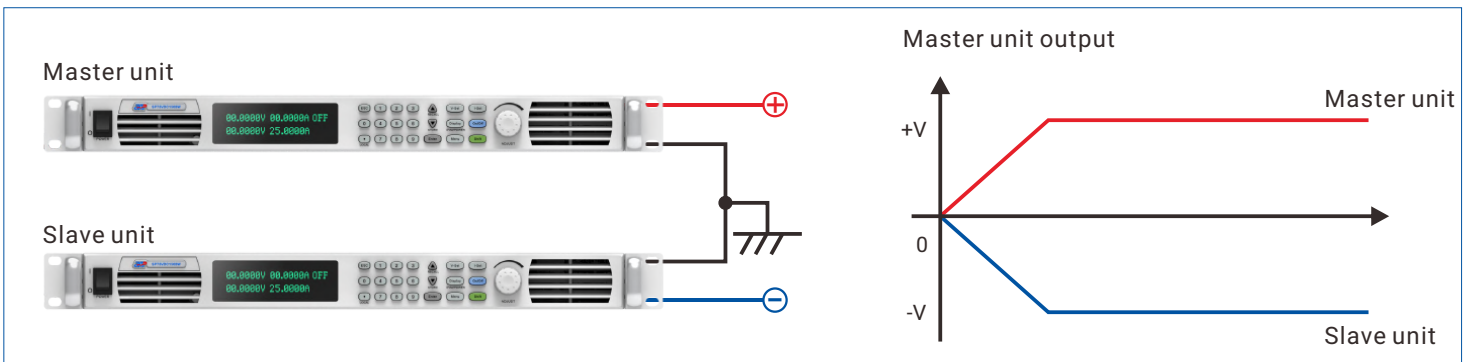 Master unit
00.0000V 00.0000A OFF
00.0000V 25.0000A
Slave unit
00.0000V 00.0000A OFF
00.0000V 25.0000A
Master unit output
Master unit
+V
0
-V
Slave unit